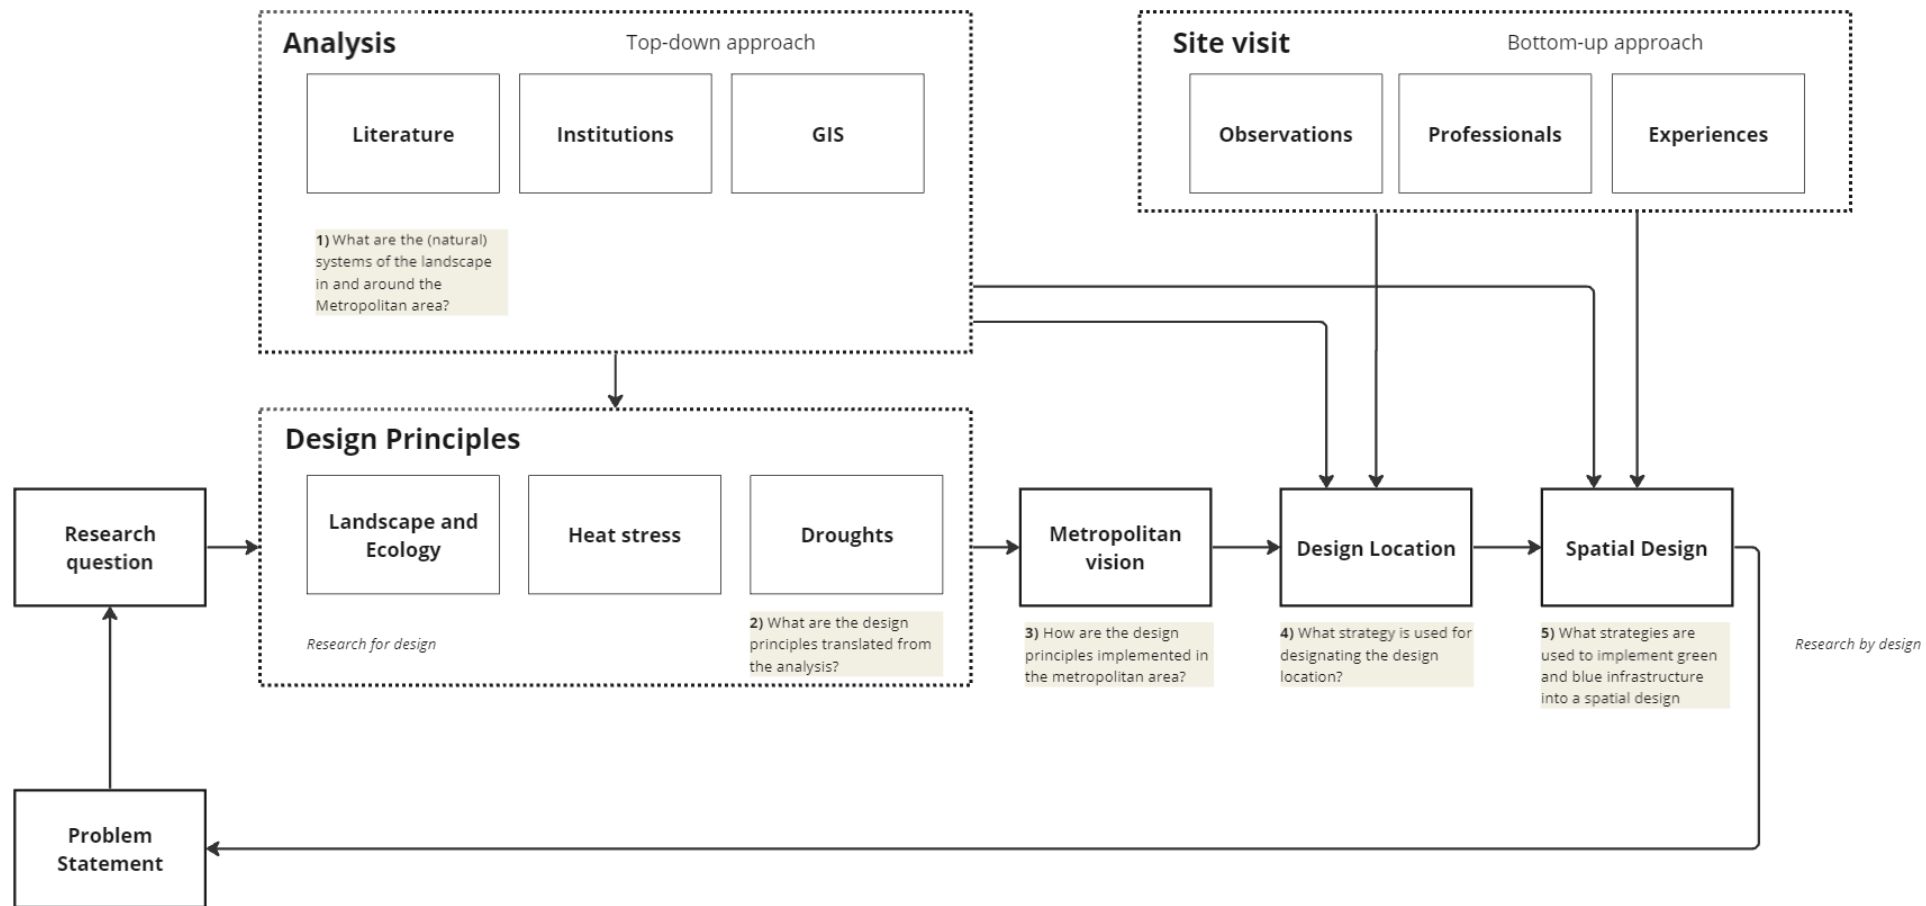 Analysis
Top-down approach
Literature
Institutions
GIS
1) What are the (natural)
systems of the landscape
in and around the
Metropolitan area?
Site visit
Bottom-up approach
Observations
Professionals
Experiences
Design Principles
Landscape and
Ecology
Heat stress
Droughts
Research for design
2) What are the design
principles translated from
the analysis?
Research
question
Metropolitan
vision
Design Location
Spatial Design
3) How are the design
principles implemented in
the metropolitan area?
4) What strategy is used for
designating the design
location?
5) What strategies are
used to implement green
and blue infrastructure
into a spatial design
Research by design
Problem
Statement